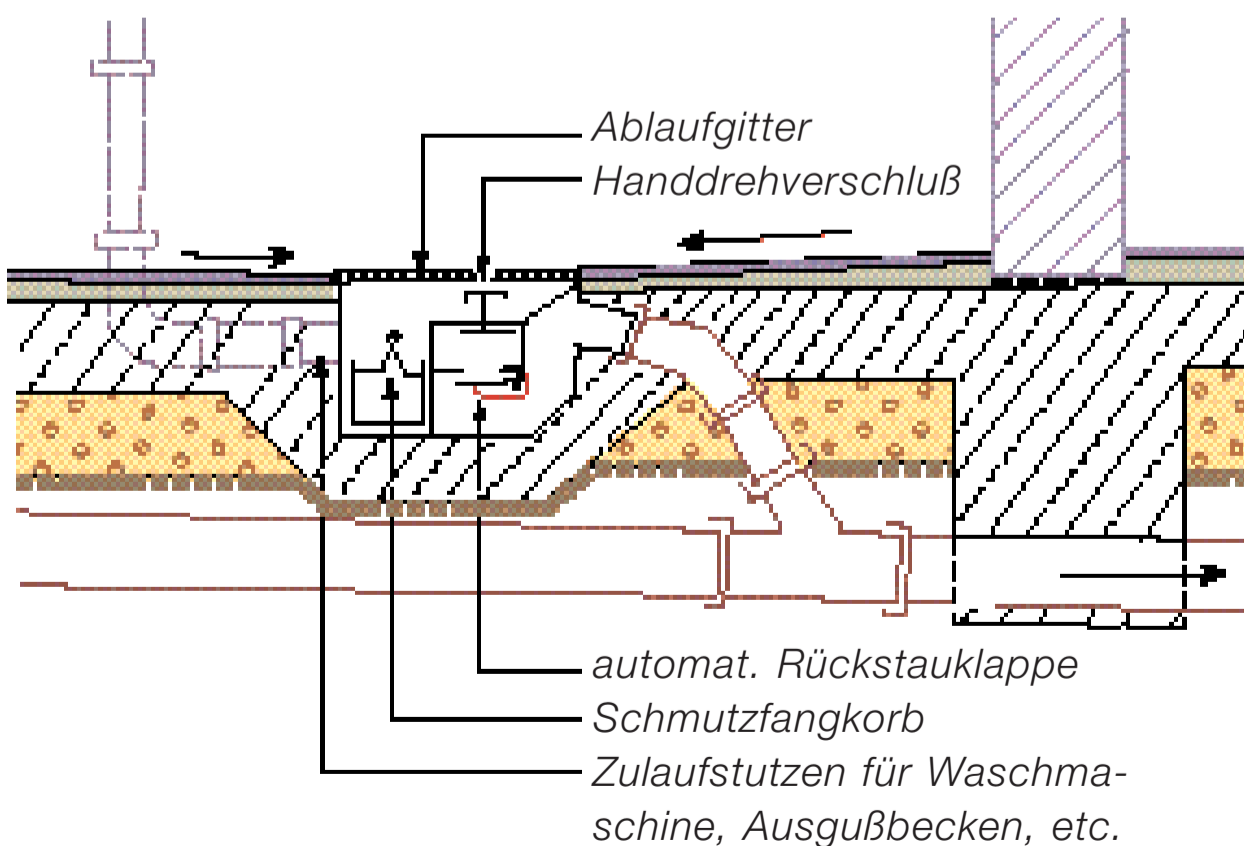 Ablaufgitter
Handdrehverschluß
automat. Rückstauklappe
Schmutzfangkorb
Zulaufstutzen für Waschma-
schine, Ausgußbecken, etc.